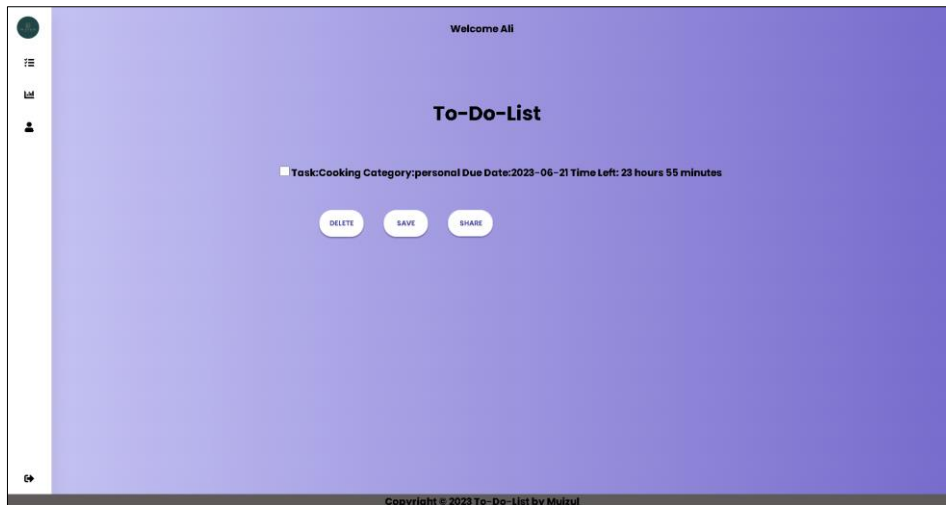 Welcome Ali
To-Do-List
Task:Cooking Category:personal Due Date:2023-06-21 Time Left: 23 hours 55 minutes
DELETE SAVE SHARE
Copyright © 2023 To-Do-List by Muizul